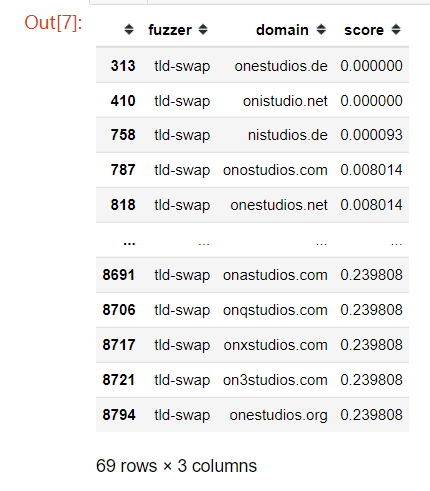 Out[7]:
fuzzer domain score
313 tld-swap onestudios.de 0.000000
410 tld-swap onistudio.net 0.000000
758 tld-swap nistudios.de 0.000093
787 tld-swap onostudios.com 0.008014
818 tld-swap onestudios.net 0.008014
... ... ... ...
8691 tld-swap onastudios.com 0.239808
8706 tld-swap onqstudios.com 0.239808
8717 tld-swap onxstudios.com 0.239808
8721 tld-swap on3studios.com 0.239808
8794 tld-swap onestudios.org 0.239808
69 rows × 3 columns